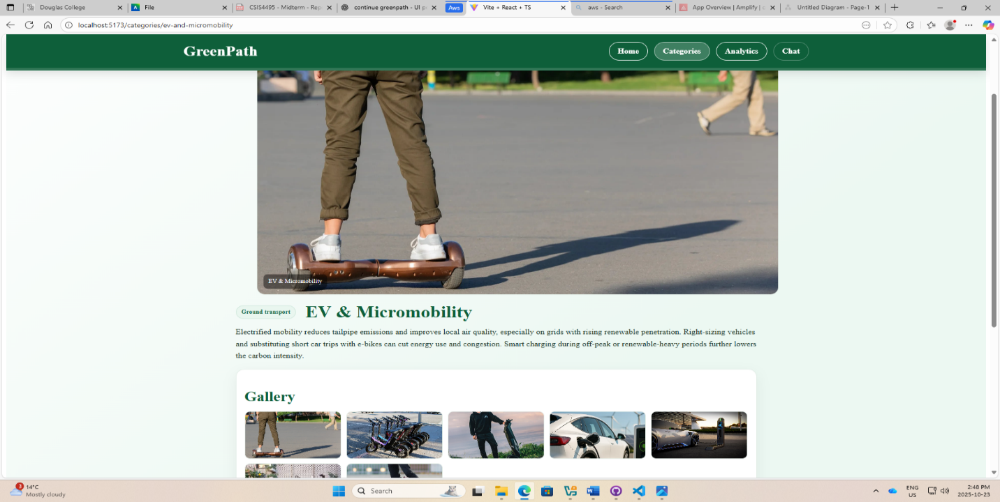 Douglas College
File
CSIS4495 - Midterm - Rep
continue greenpath - UI p
Aws
Vite + React + TS
aws - Search
App Overview | Amplify |
Untitled Diagram - Page-1
localhost:5173/categories/ev-and-micromobility
GreenPath
Home
Categories
Analytics
Chat
EV & Micromobility
Ground transport
EV & Micromobility
Electrified mobility reduces tailpipe emissions and improves local air quality, especially on grids with rising renewable penetration. Right-sizing vehicles
and substituting short car trips with e-bikes can cut energy use and congestion. Smart charging during off-peak or renewable-heavy periods further lowers
the carbon intensity.
Gallery
3
14°C
Mostly cloudy
Search
ENG
US
2:48 PM
2025-10-23